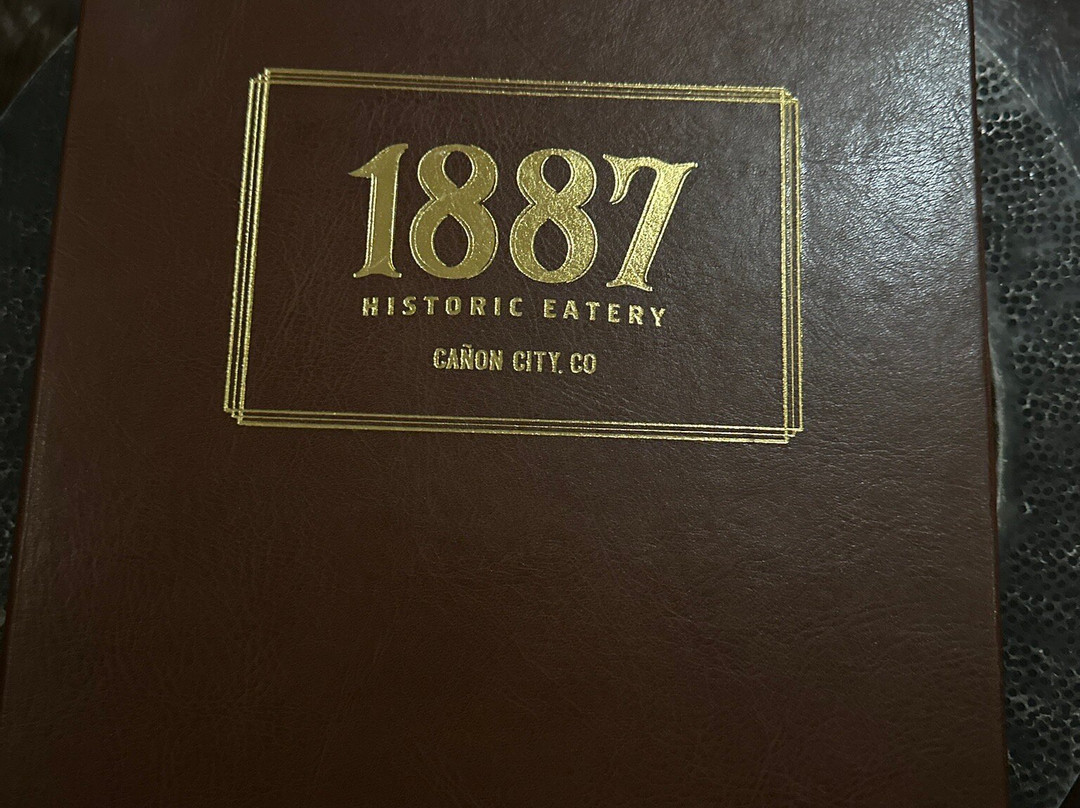 1887
HISTORIC EATERY
CAÑON CITY, CO